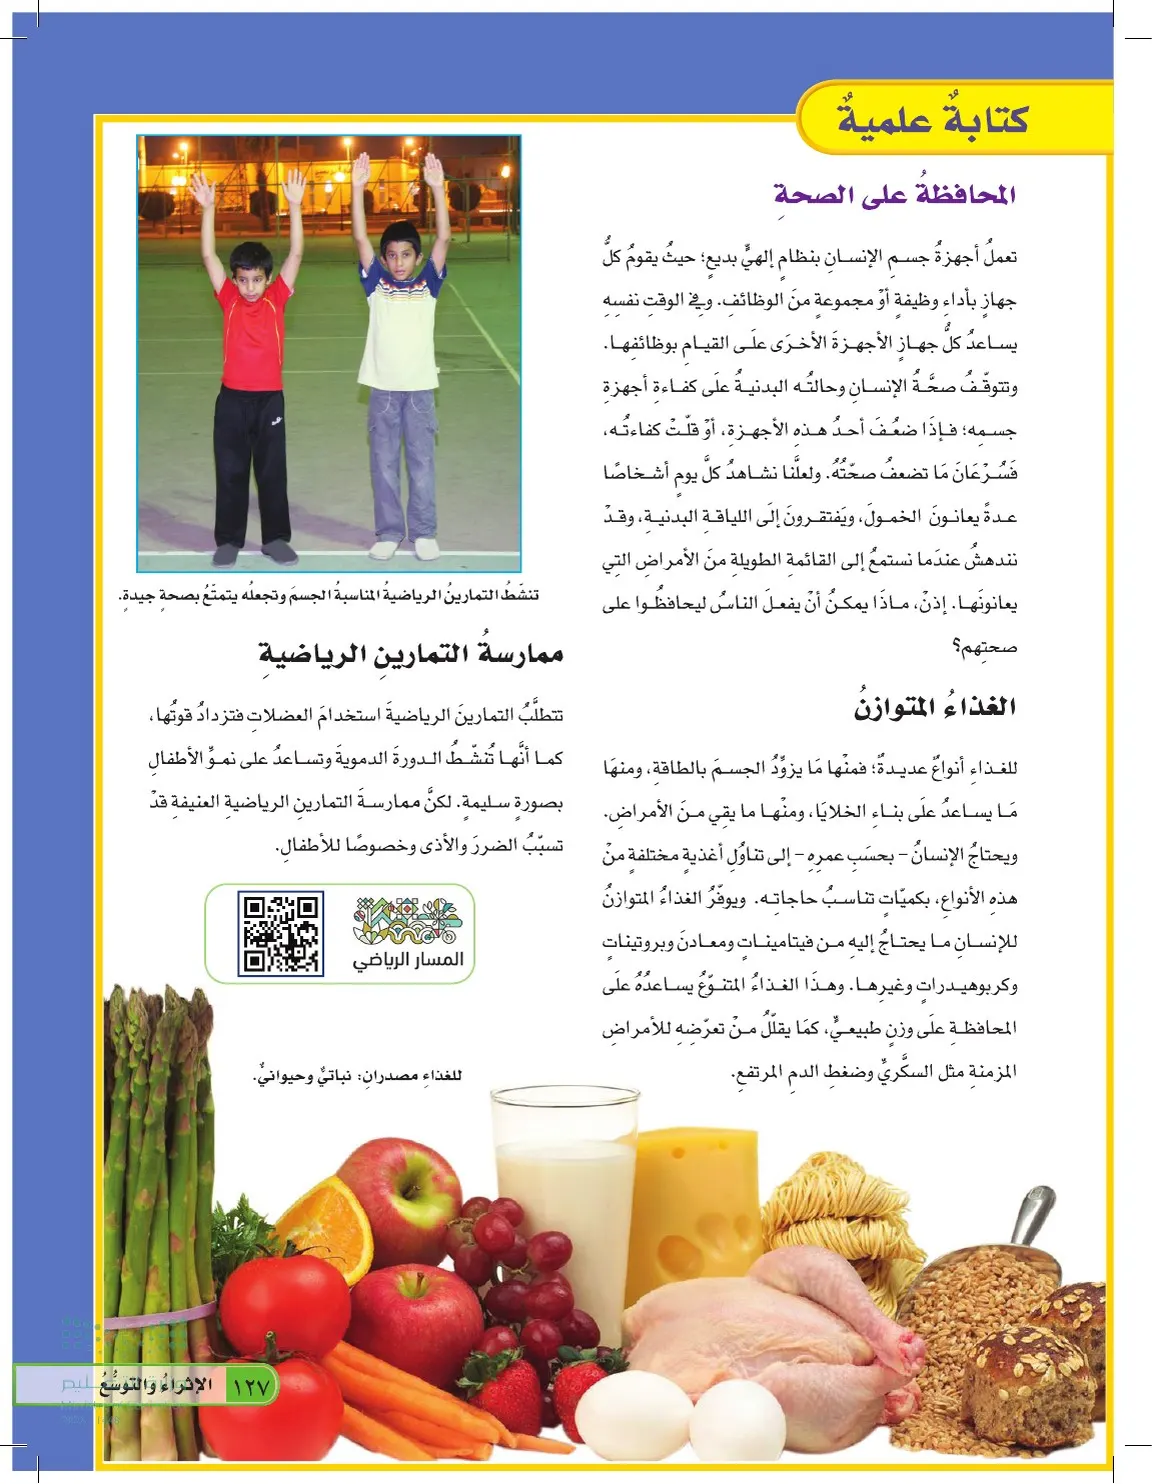 كتابةٌ علميةٌ
المحافظةُ على الصحةِ
تعملُ أجهزةُ جسمِ الإنسانِ بنظامٍ إلهيٍّ بديعٍ؛ حيثُ يقومُ كلُّ
جهازٍ بأداءِ وظيفةٍ أوْ مجموعةٍ منَ الوظائفِ. وفي الوقتِ نفسِهِ
يساعدُ كلُّ جهازٍ الأجهزةَ الأخرَى علَى القيامِ بوظائفِها.
وتتوقّفُ صحَّةُ الإنسانِ وحالتُه البدنيةُ علَى كفاءةِ أجهزةِ
جسمِه؛ فإذَا ضعُفَ أحدُ هذهِ الأجهزةِ، أوْ قلّتْ كفاءتُه،
فَسُرْعَانَ مَا تضعفُ صحّتُهُ. ولعلَّنا نشاهدُ كلَّ يومٍ أشخاصًا
عدةً يعانونَ الخمولَ، ويَفتقرونَ إلَى اللياقةِ البدنيةِ، وقدْ
نندهشُ عندَما نستمعُ إلى القائمةِ الطويلةِ منَ الأمراضِ التِي
يعانونَها. إذنْ، ماذَا يمكنُ أنْ يفعلَ الناسُ ليحافظُوا على
صحتِهم؟
الغذاءُ المتوازنُ
للغذاءِ أنواعٌ عديدةٌ؛ فمنْها مَا يزوِّدُ الجسمَ بالطاقةِ، ومنهَا
مَا يساعدُ علَى بناءِ الخلايَا، ومنْها ما يقِي منَ الأمراضِ.
ويحتاجُ الإنسانُ - بحسَبِ عمرِهِ - إلى تناوُلِ أغذيةٍ مختلفةٍ منْ
هذهِ الأنواعِ، بكميّاتٍ تناسبُ حاجاتِه. ويوفّرُ الغذاءُ المتوازنُ
للإنسانِ ما يحتاجُ إليهِ من فيتاميناتٍ ومعادنَ وبروتيناتٍ
وكربوهيدراتٍ وغيرِها. وهذَا الغذاءُ المتنوّعُ يساعدُهُ علَى
المحافظةِ علَى وزنٍ طبيعيٍّ، كمَا يقلّلُ منْ تعرّضِهِ للأمراضِ
المزمنةِ مثل السكَّريِّ وضغطِ الدمِ المرتفعِ.
تنشّطُ التمارينُ الرياضيةُ المناسبةُ الجسمَ وتجعلُه يتمتّعُ بصحةٍ جيدةٍ.
ممارسةُ التمارينِ الرياضيةِ
تتطلَّبُ التمارينَ الرياضيةَ استخدامَ العضلاتِ فتزدادُ قوتُها،
كما أنَّها تُنشّطُ الدورةَ الدمويةَ وتساعدُ على نموِّ الأطفالِ
بصورةٍ سليمةٍ. لكنَّ ممارسةَ التمارينِ الرياضيةِ العنيفةِ قدْ
تسبّبُ الضررَ والأذى وخصوصًا للأطفالِ.
المسار الرياضي
للغذاءِ مصدرانِ: نباتيٌّ وحيوانيٌّ.
الإثراءُ والتوسُّعُ ١٢٧